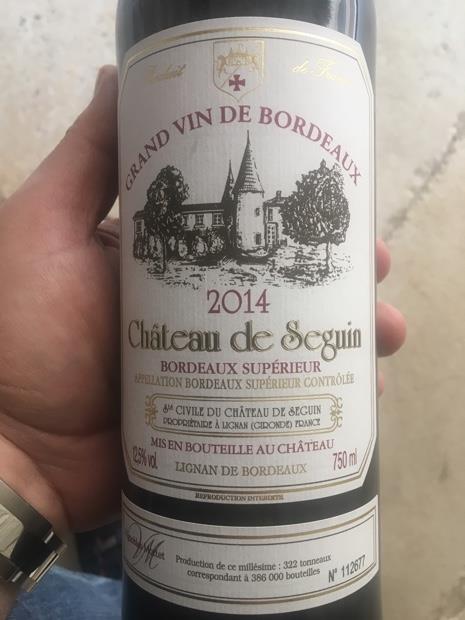 Produit de France
GRAND VIN DE BORDEAUX
2014
Château de Seguin
BORDEAUX SUPÉRIEUR
APPELLATION BORDEAUX SUPÉRIEUR CONTRÔLÉE
Sté CIVILE DU CHÂTEAU DE SEGUIN
PROPRIÉTAIRE À LIGNAN (GIRONDE) FRANCE
MIS EN BOUTEILLE AU CHÂTEAU
12,5% vol. LIGNAN DE BORDEAUX 750 ml
REPRODUCTION INTERDITE
Production de ce millésime : 322 tonneaux
correspondant à 386 000 bouteilles
N° 112677